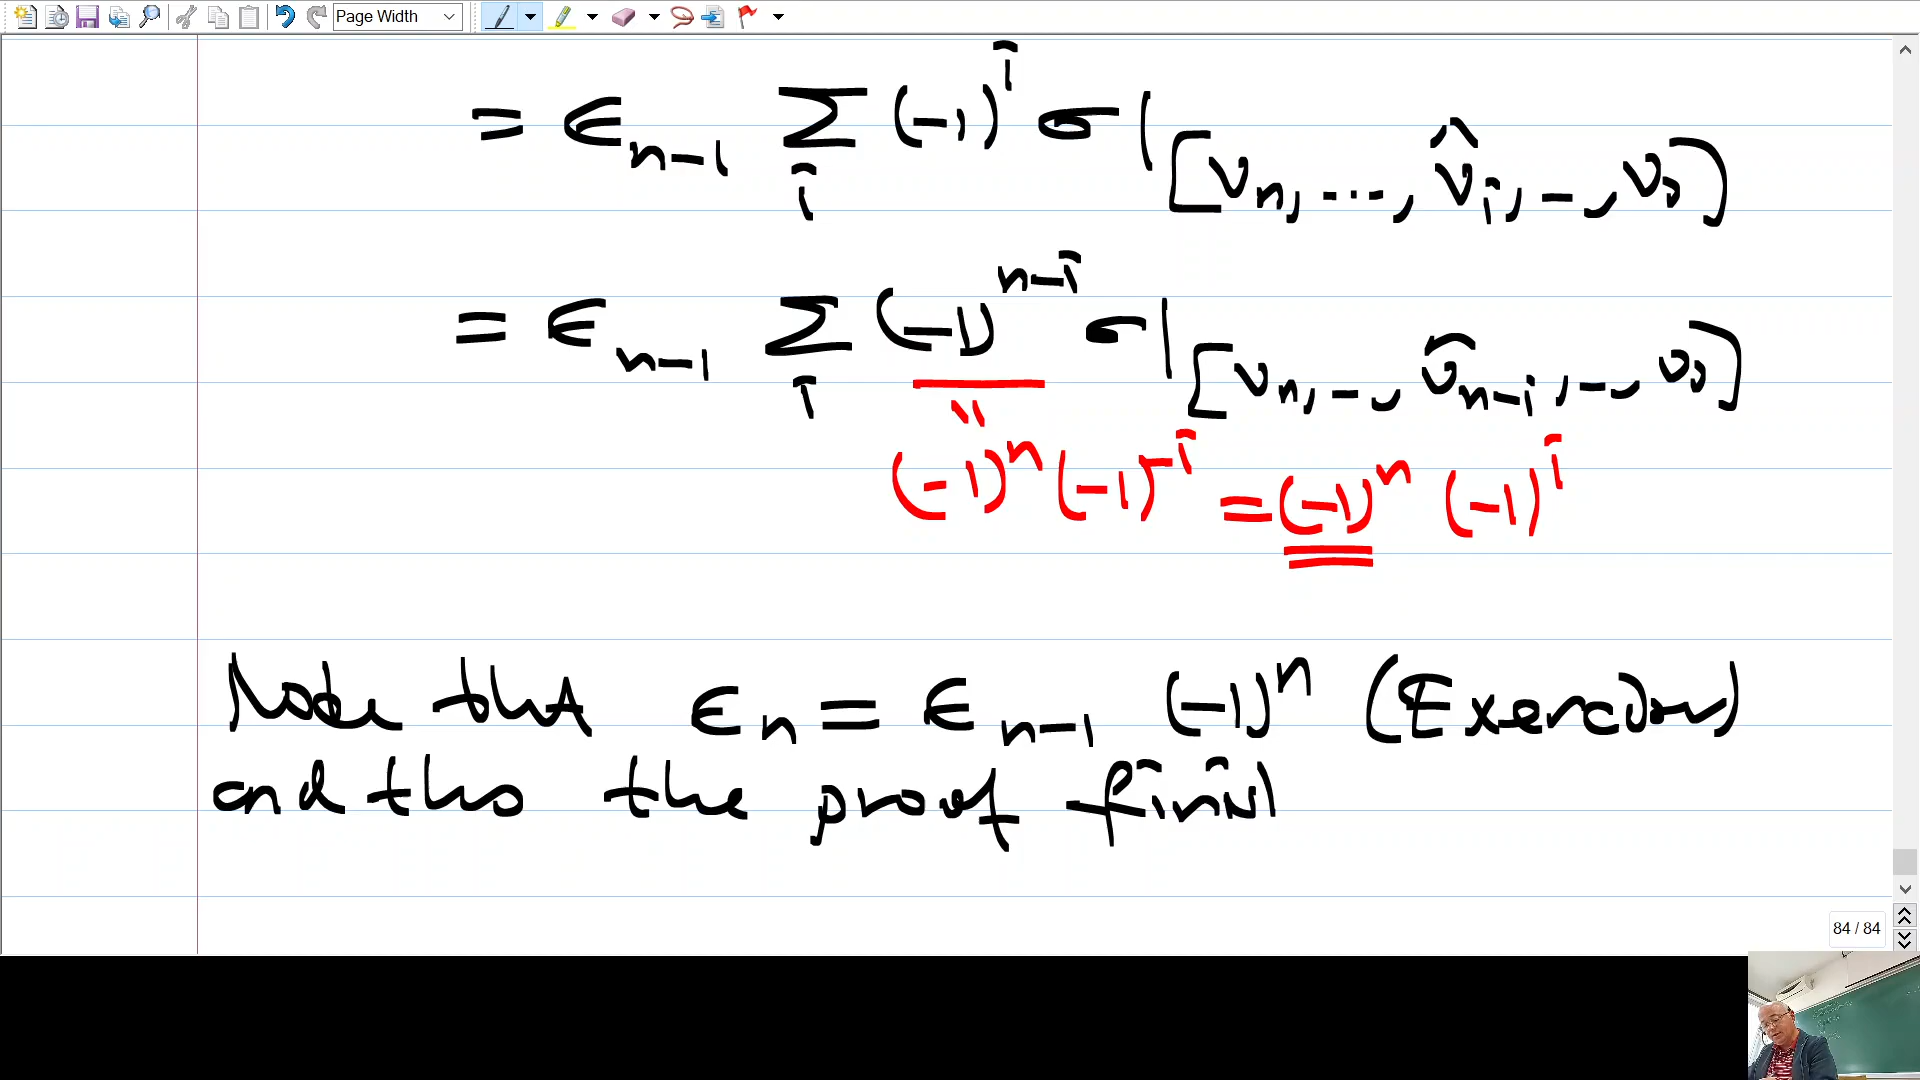 Page Width
= ϵ_{n-1} Σ_i (-1)^i σ|_{[v_n, ..., v̂_i, -, v_0]}
= ϵ_{n-1} Σ_i (-1)^{n-i} σ|_{[v_n, -, v̂_{n-i}, -, v_0]}
"
(-1)^n (-1)^{-i} = (-1)^n (-1)^i
Note that ϵ_n = ϵ_{n-1} (-1)^n (Exercise)
and the proof finish
84 / 84